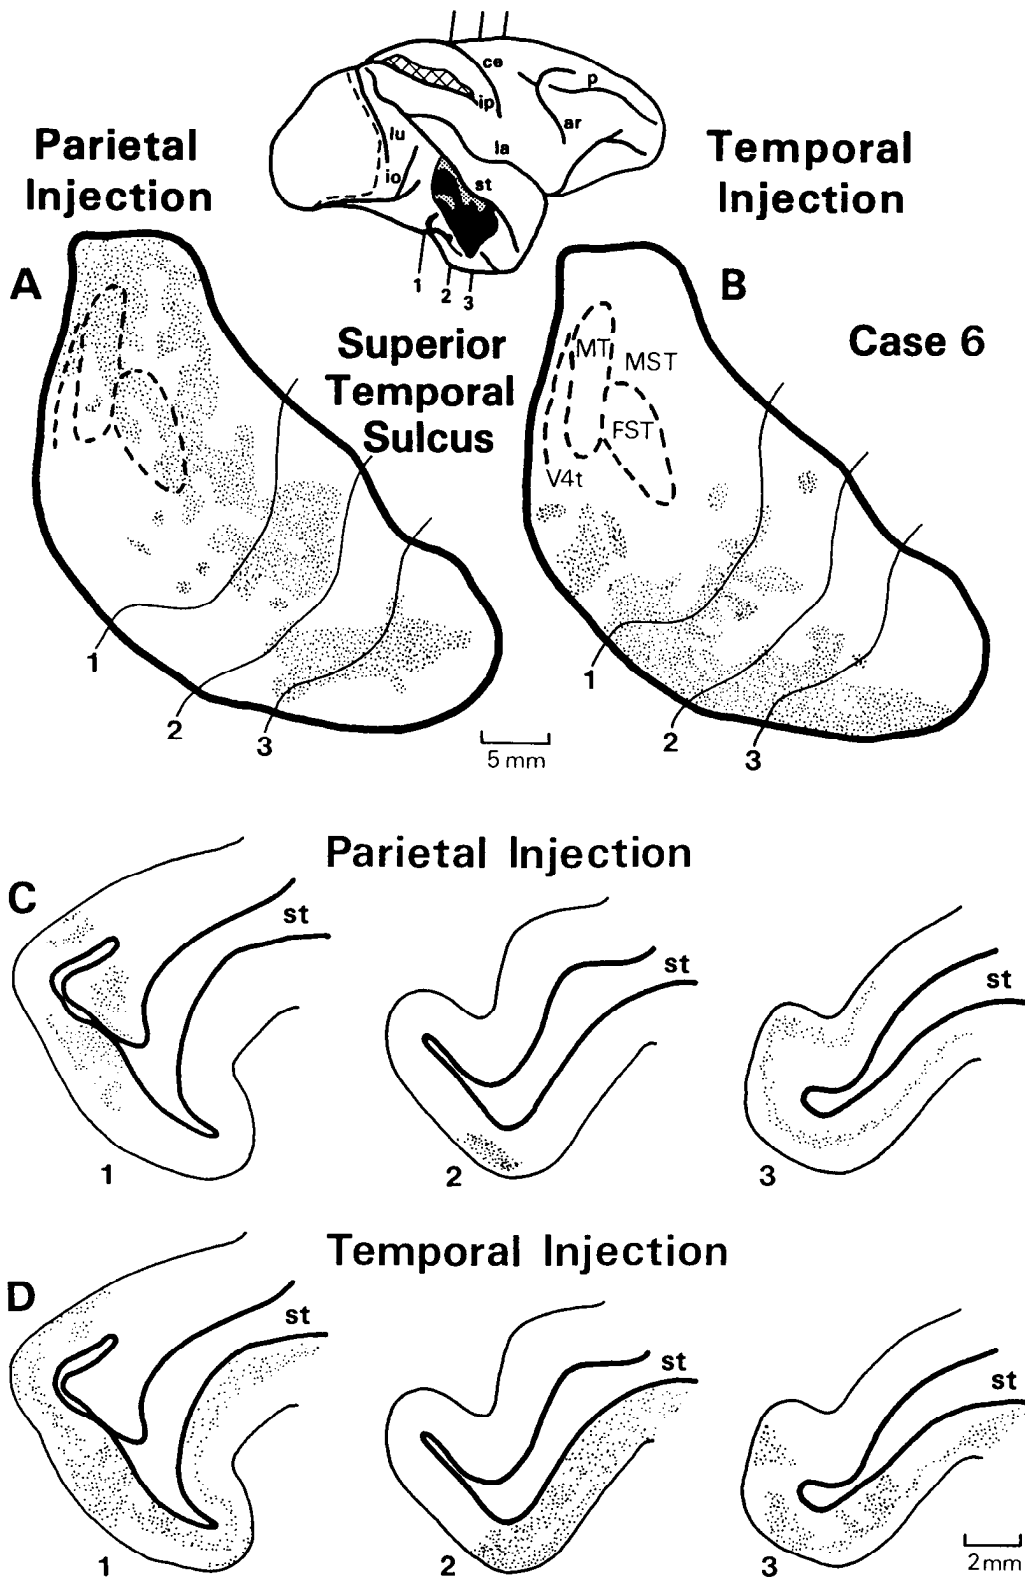 ce
p
ip
ar
lu
la
io
st
1
2
3
Parietal
Injection
Temporal
Injection
A
B
Superior
Temporal
Sulcus
Case 6
MT
MST
FST
V4t
1
2
3
1
2
3
5 mm
Parietal Injection
C
st
st
st
1
2
3
Temporal Injection
D
st
st
st
1
2
3
2mm